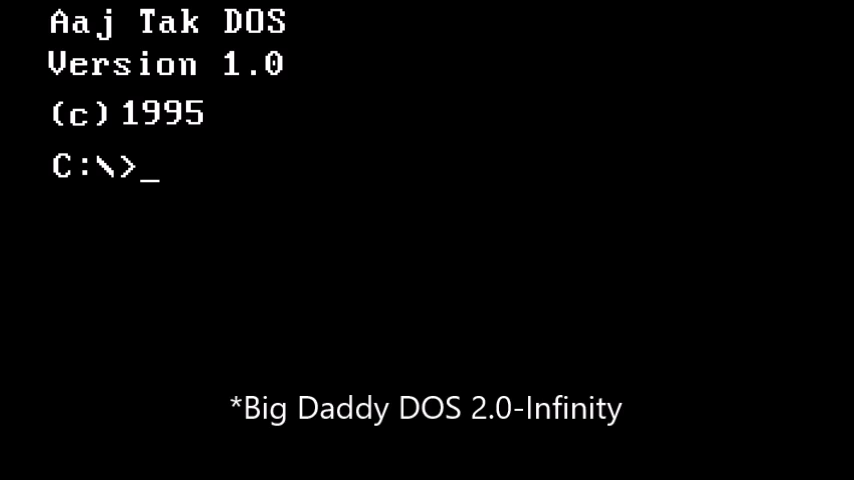 Aaj Tak DOS
Version 1.0
(c) 1995
C:\>_
*Big Daddy DOS 2.0-Infinity